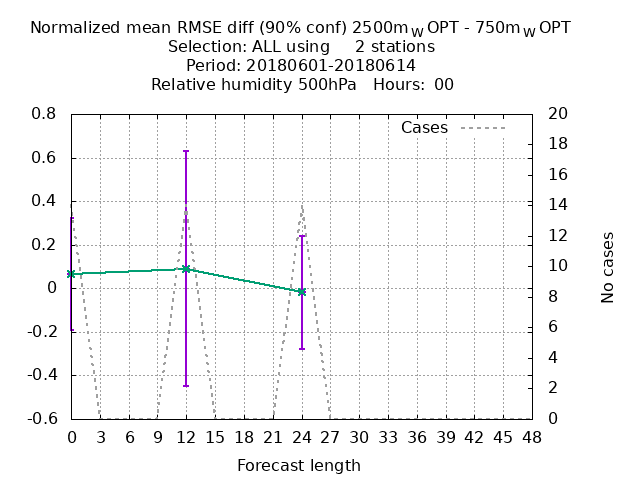 Normalized mean RMSE diff (90% conf) 2500m_W OPT - 750m_W OPT
Selection: ALL using 2 stations
Period: 20180601-20180614
Relative humidity 500hPa Hours: 00
Cases
0.8
0.6
0.4
0.2
0
-0.2
-0.4
-0.6
20
18
16
14
12
10
8
6
4
2
0
No cases
0 3 6 9 12 15 18 21 24 27 30 33 36 39 42 45 48
Forecast length